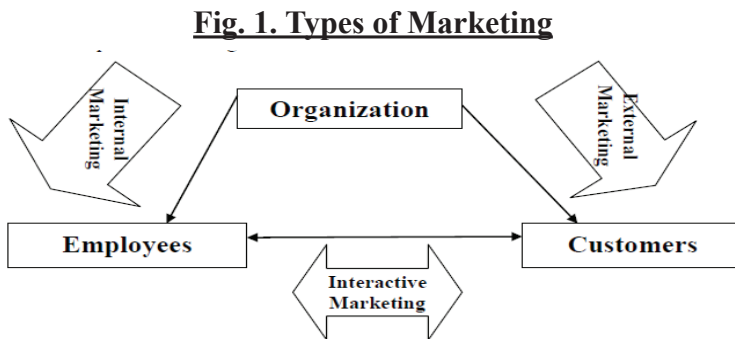 Fig. 1. Types of Marketing
Organization
Internal
Marketing
External
Marketing
Employees
Customers
Interactive
Marketing